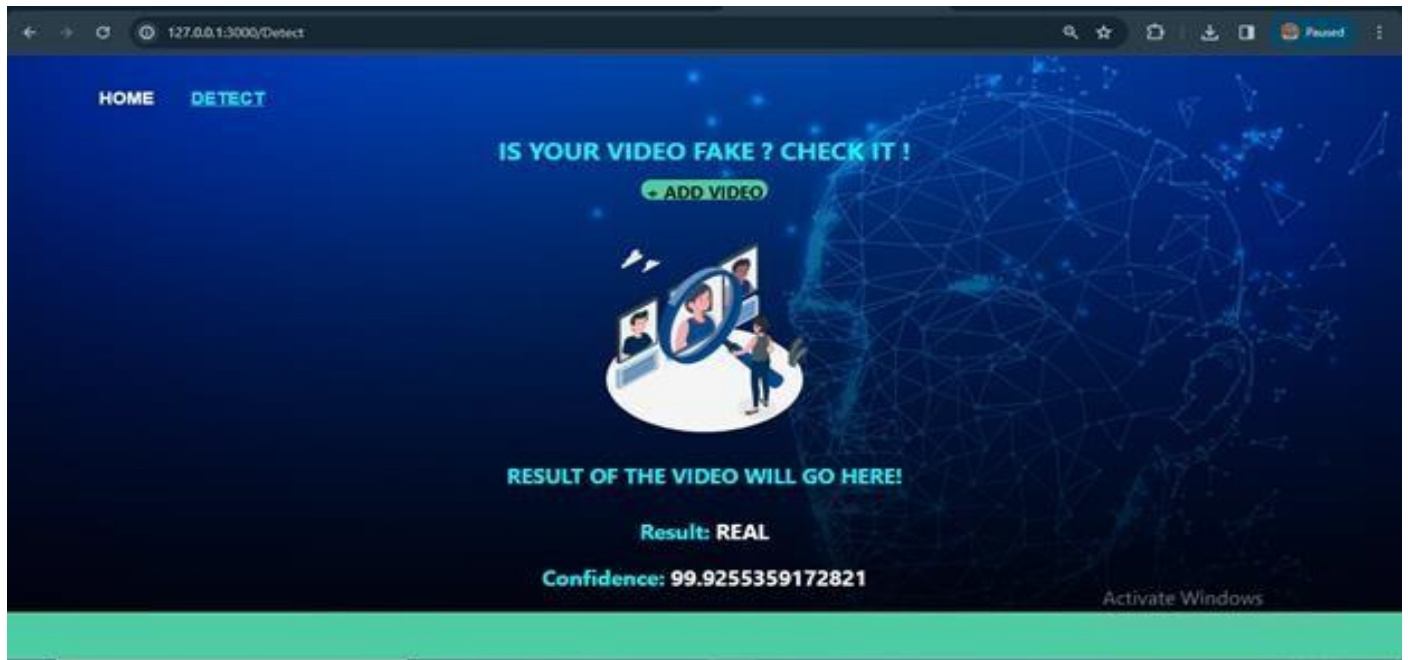 127.0.0.1:3000/Detect
Paused
HOME DETECT
IS YOUR VIDEO FAKE ? CHECK IT !
+ ADD VIDEO
RESULT OF THE VIDEO WILL GO HERE!
Result: REAL
Confidence: 99.9255359172821
Activate Windows